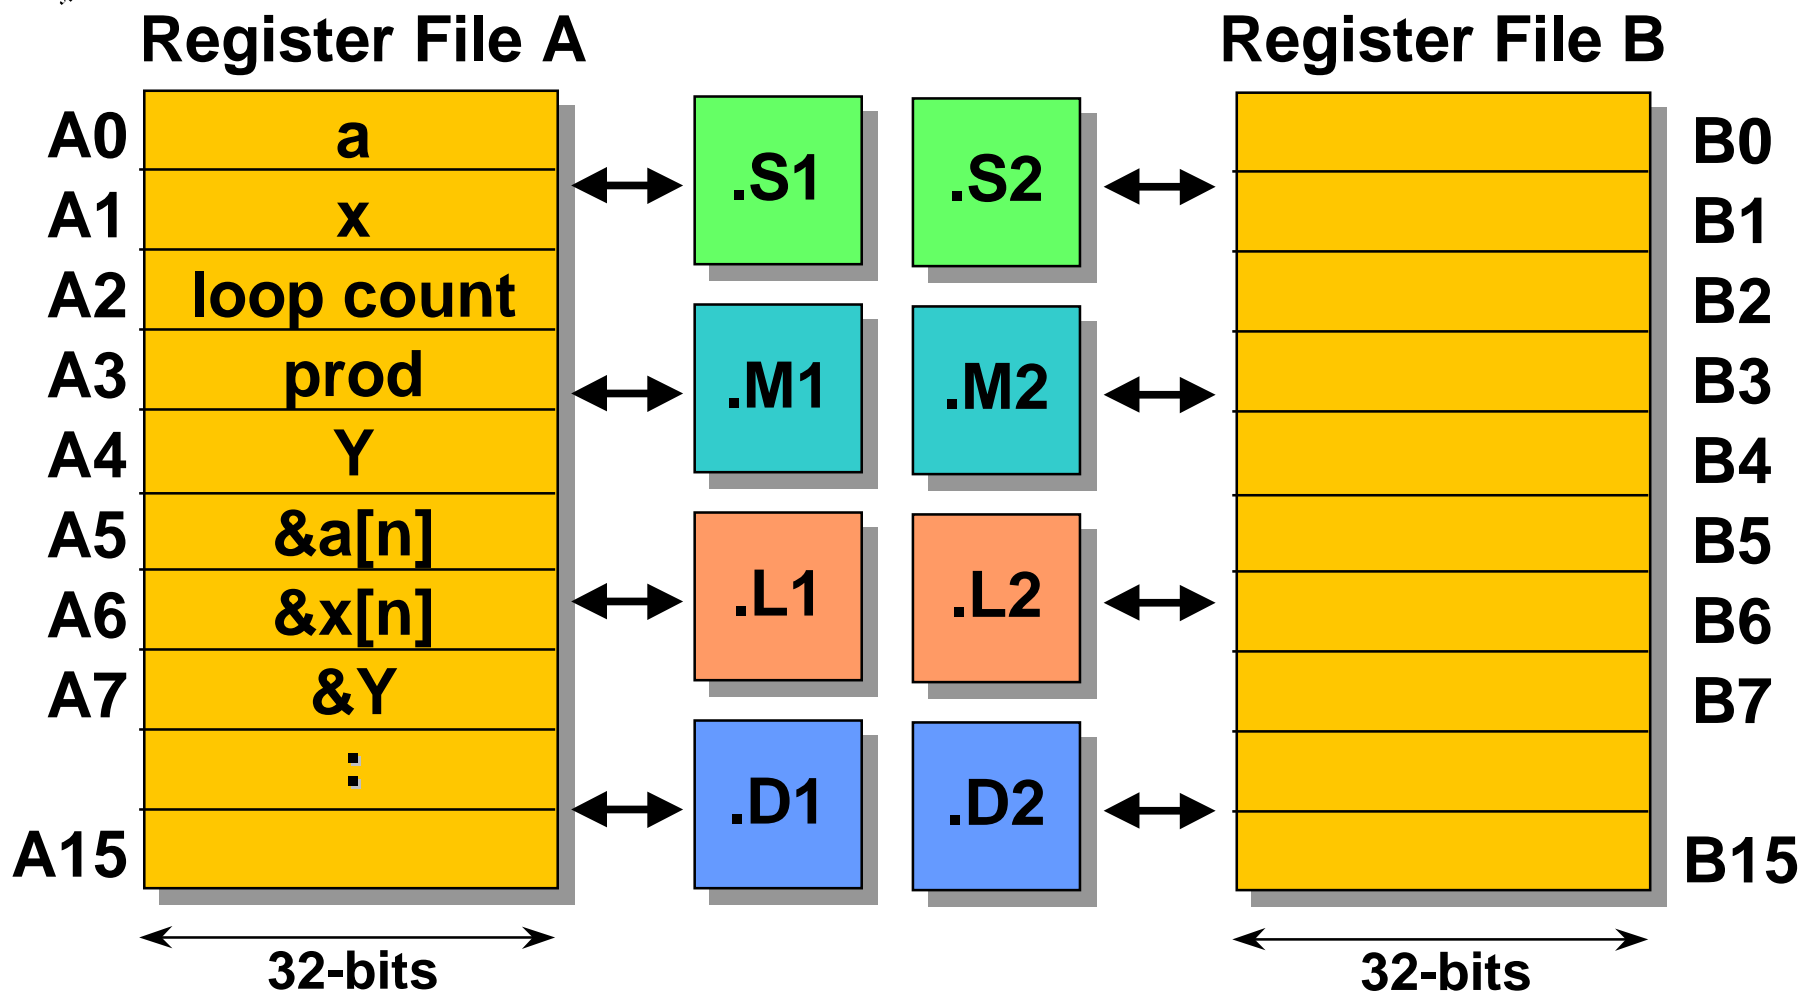 Register File A
Register File B
A0
a
.S1
.S2
B0
A1
x
B1
A2
loop count
B2
A3
prod
.M1
.M2
B3
A4
Y
B4
A5
&a[n]
B5
A6
&x[n]
.L1
.L2
B6
A7
&Y
B7
:
.D1
.D2
A15
B15
32-bits
32-bits